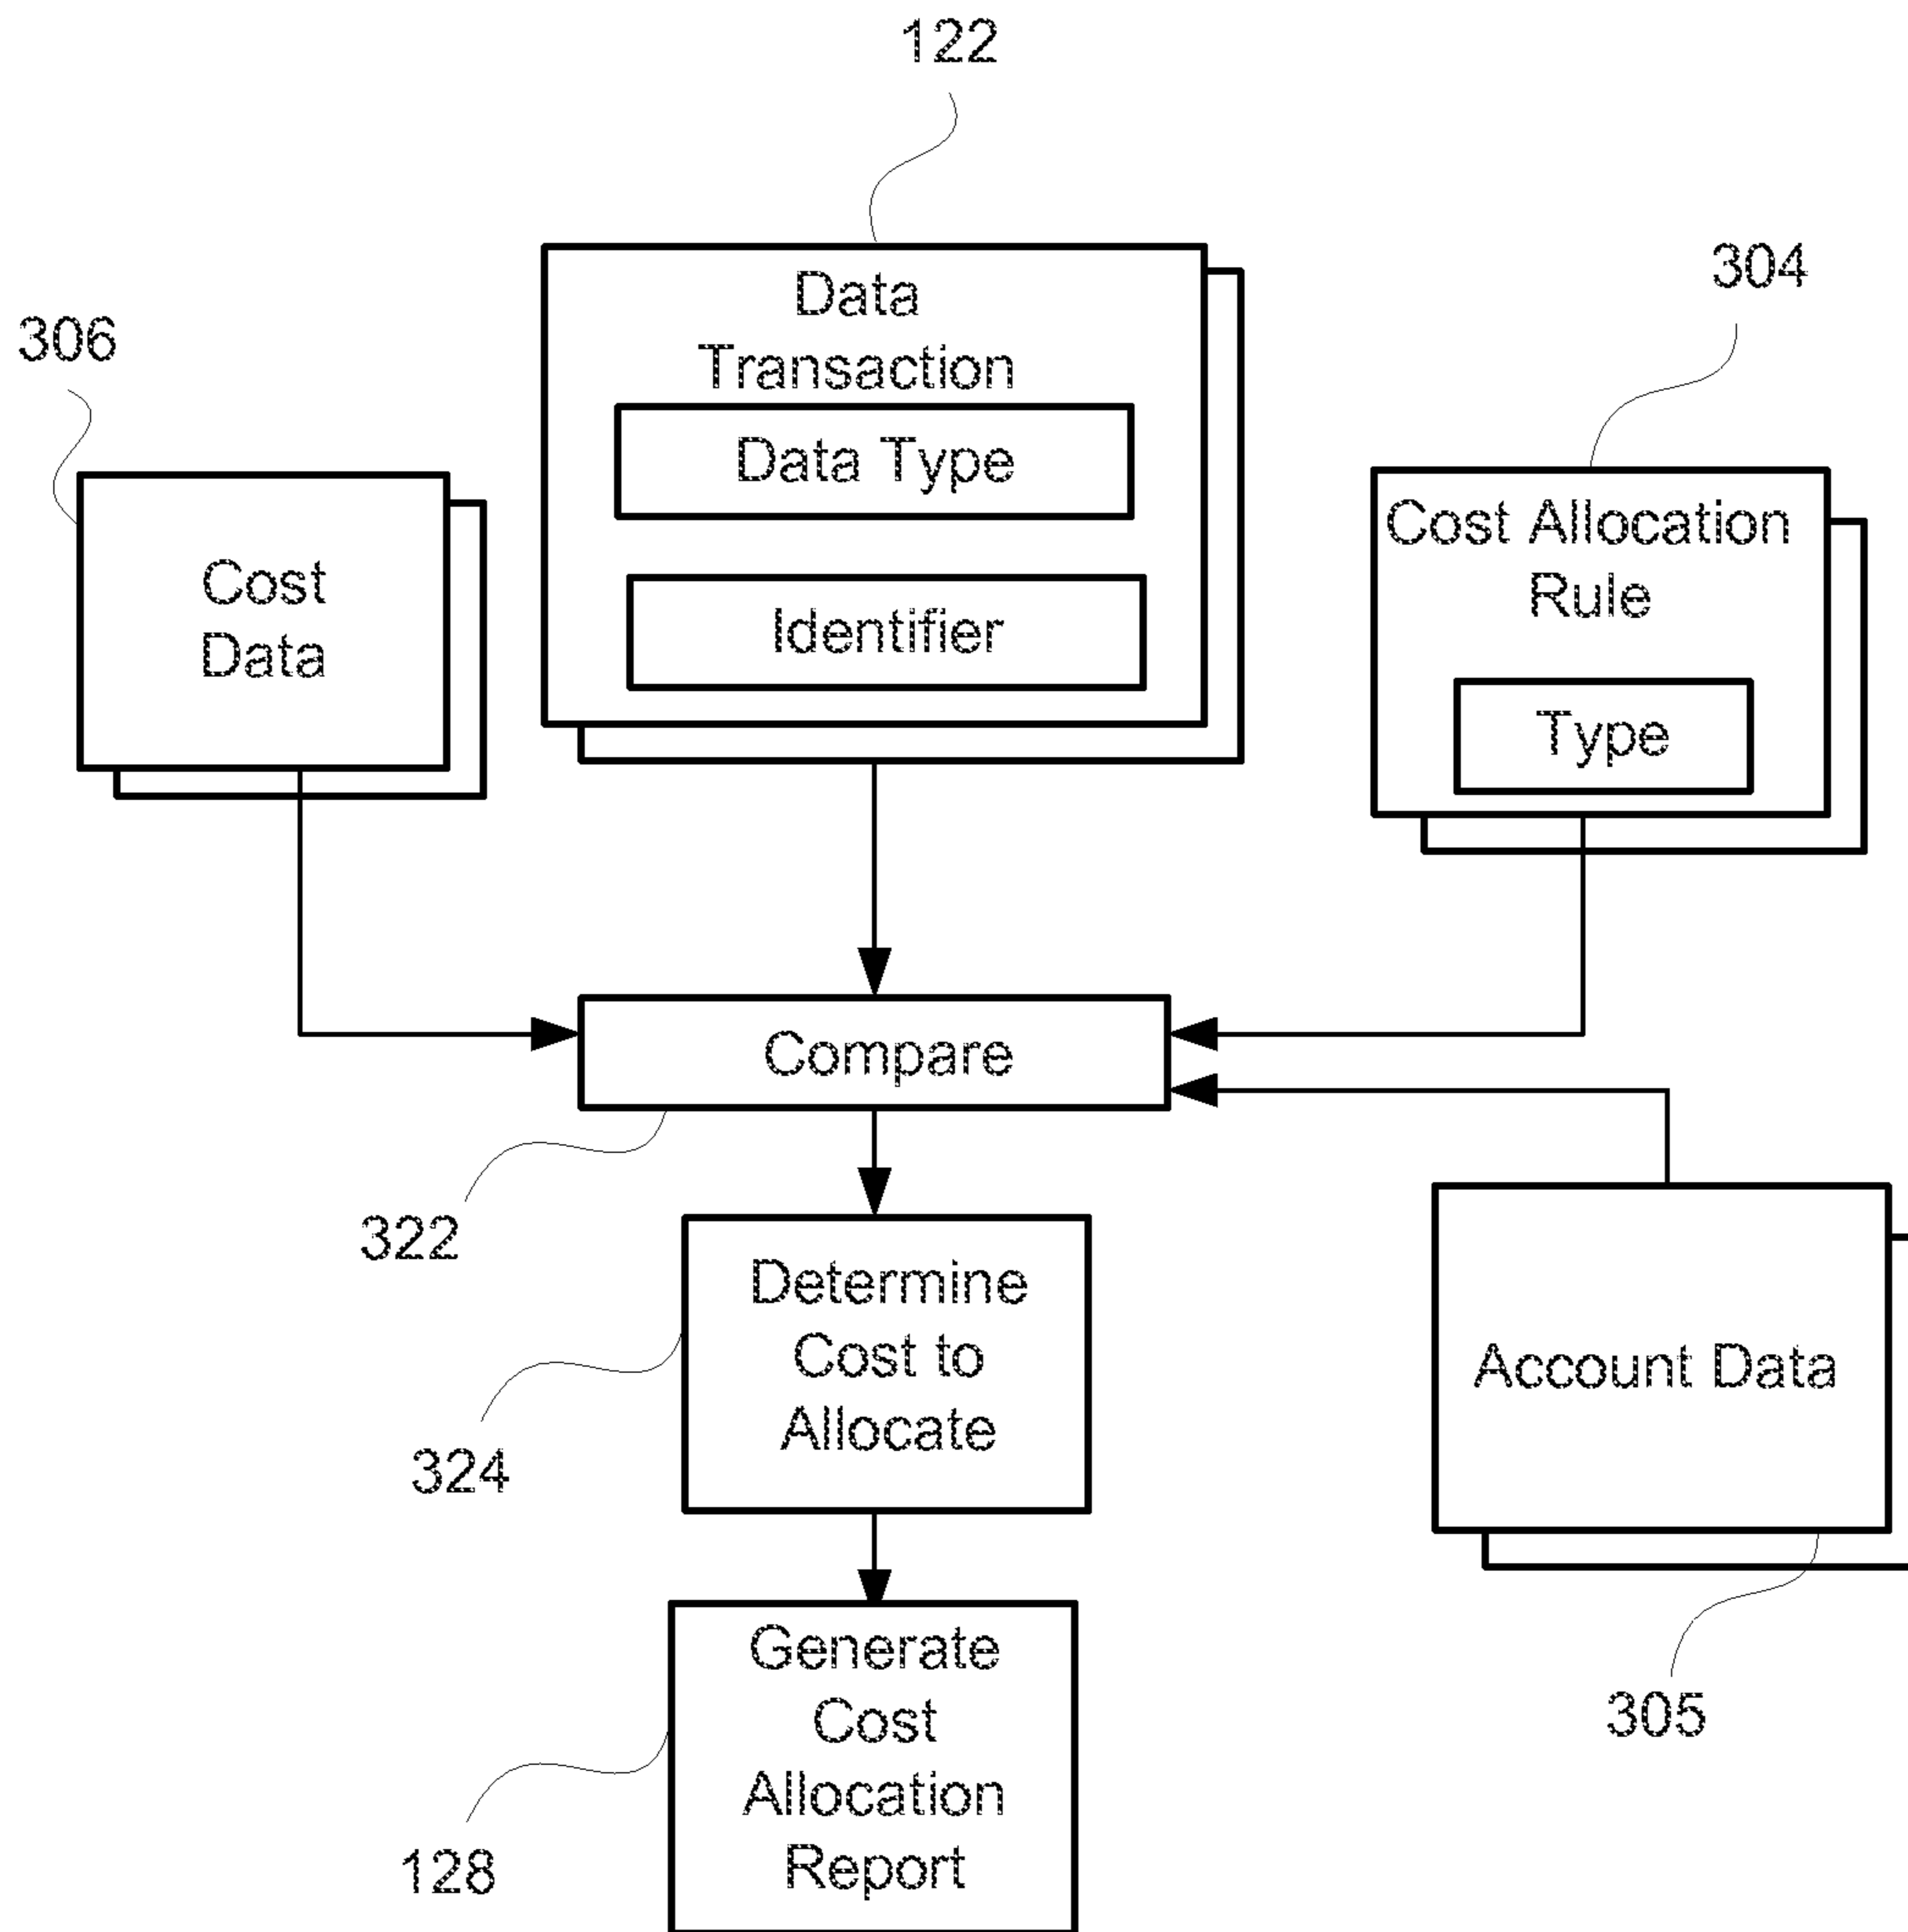 122
304
306
Data
Transaction
Data Type
Identifier
Cost
Data
Cost Allocation
Rule
Type
Compare
322
Determine
Cost to
Allocate
324
Account Data
305
Generate
Cost
Allocation
Report
128